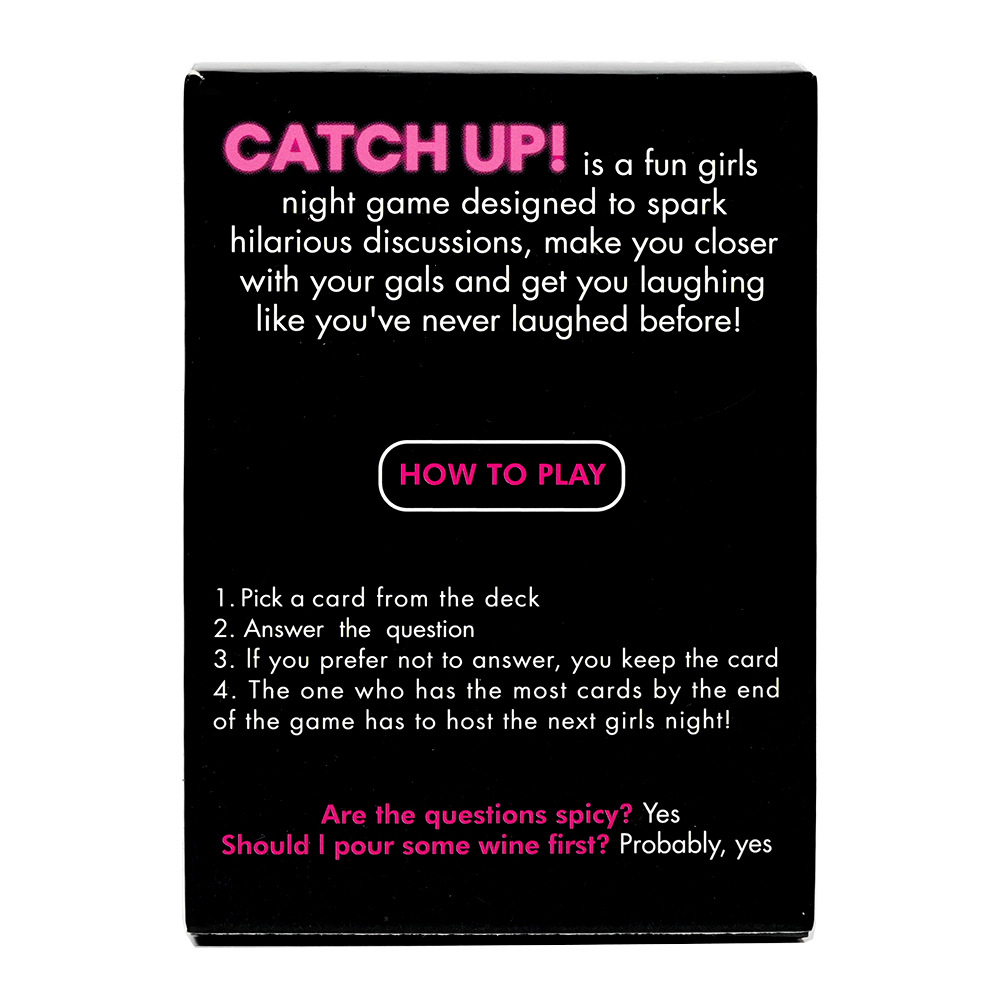 CATCH UP! is a fun girls
night game designed to spark
hilarious discussions, make you closer
with your gals and get you laughing
like you've never laughed before!
HOW TO PLAY
1. Pick a card from the deck
2. Answer the question
3. If you prefer not to answer, you keep the card
4. The one who has the most cards by the end
of the game has to host the next girls night!
Are the questions spicy? Yes
Should I pour some wine first? Probably, yes